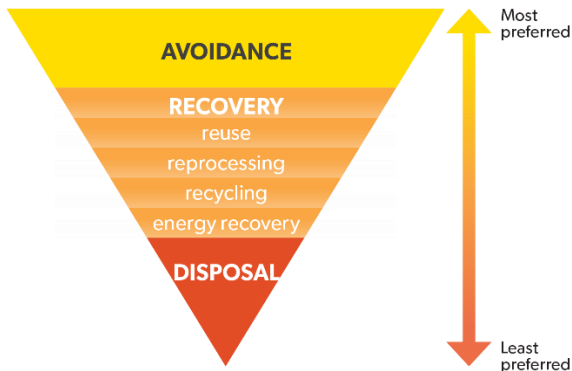 Most
preferred
AVOIDANCE
RECOVERY
reuse
reprocessing
recycling
energy recovery
DISPOSAL
Least
preferred